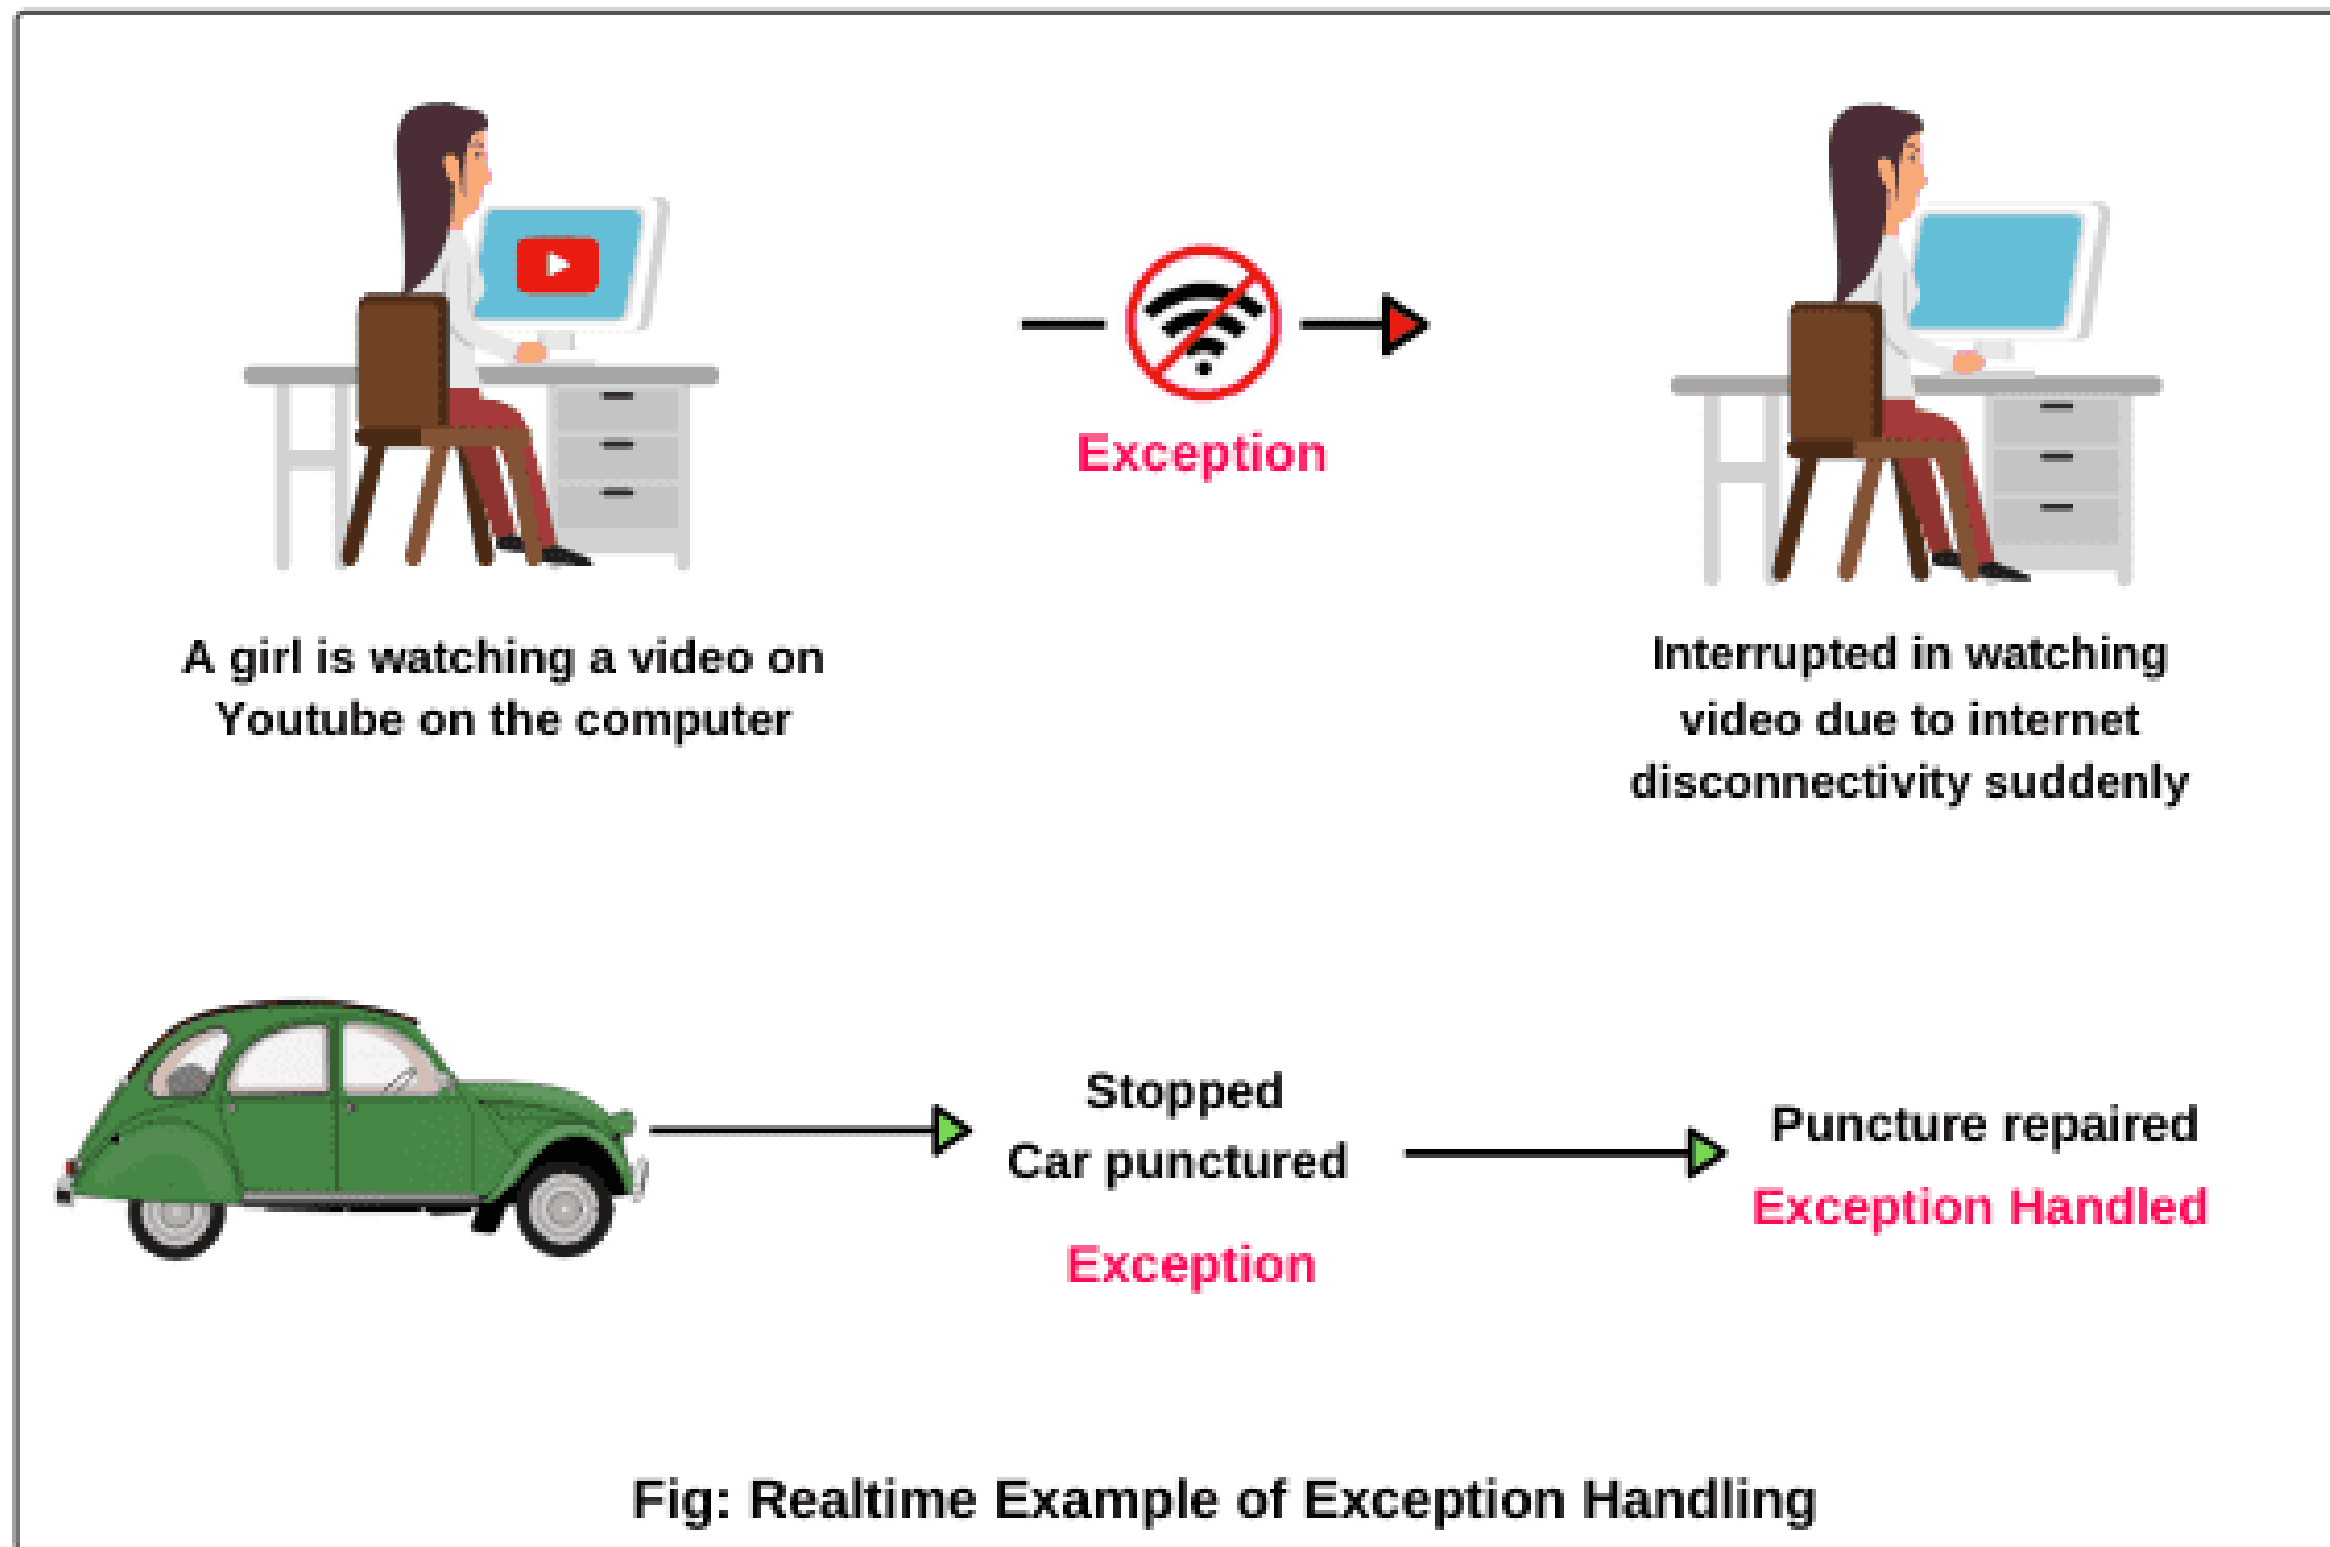 Exception
A girl is watching a video on
Youtube on the computer
Interrupted in watching
video due to internet
disconnectivity suddenly
Stopped
Car punctured
Exception
Puncture repaired
Exception Handled
Fig: Realtime Example of Exception Handling